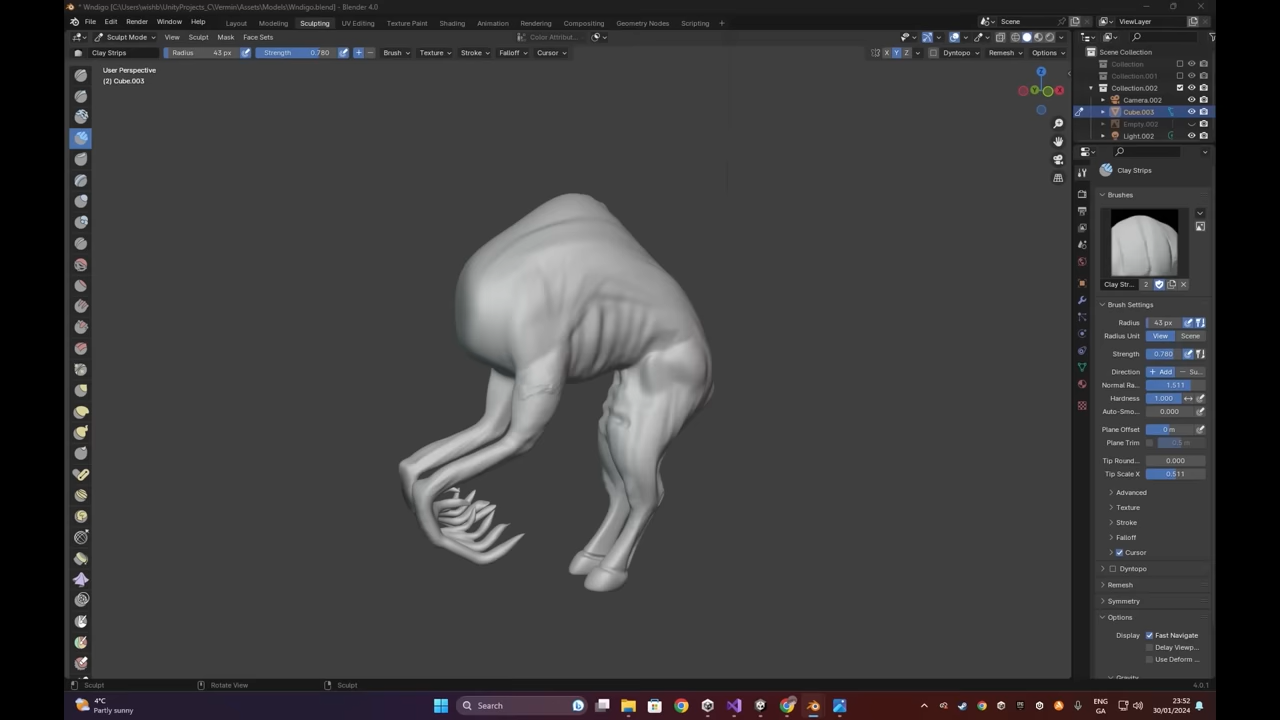 * Wndigo [C:\Users\wishb\UnityProjects_C\Vermin\Assets\Models\Wndigo.blend] - Blender 4.0
File Edit Render Window Help
Layout Modeling Sculpting UV Editing Texture Paint Shading Animation Rendering Compositing Geometry Nodes Scripting +
Scene
ViewLayer
Sculpt Mode View Sculpt Mask Face Sets
Color Attribut...
Clay Strips
Radius 43 px
Strength 0.780
Brush Texture Stroke Falloff Cursor
X Y Z
Dyntopo Remesh Options
User Perspective
(2) Cube.003
Z
Y
X
Scene Collection
Collection
Collection.001
Collection.002
Camera.002
Cube.003
Empty.002
Light.002
Clay Strips
Brushes
Clay Str... 2
Brush Settings
Radius 43 px
Radius Unit View Scene
Strength 0.780
Direction + Add − Su...
Normal Ra... 1.511
Hardness 1.000
Auto-Smo... 0.000
Plane Offset 0 m
Plane Trim 0.5 m
Tip Round... 0.000
Tip Scale X 0.511
Advanced
Texture
Stroke
Falloff
Cursor
Dyntopo
Remesh
Symmetry
Options
Display Fast Navigate
Delay Viewp...
Use Deform ...
Gravity
Sculpt
Rotate View
Sculpt
4.0.1
4°C
Partly sunny
Search
ENG
GA
23:52
30/01/2024